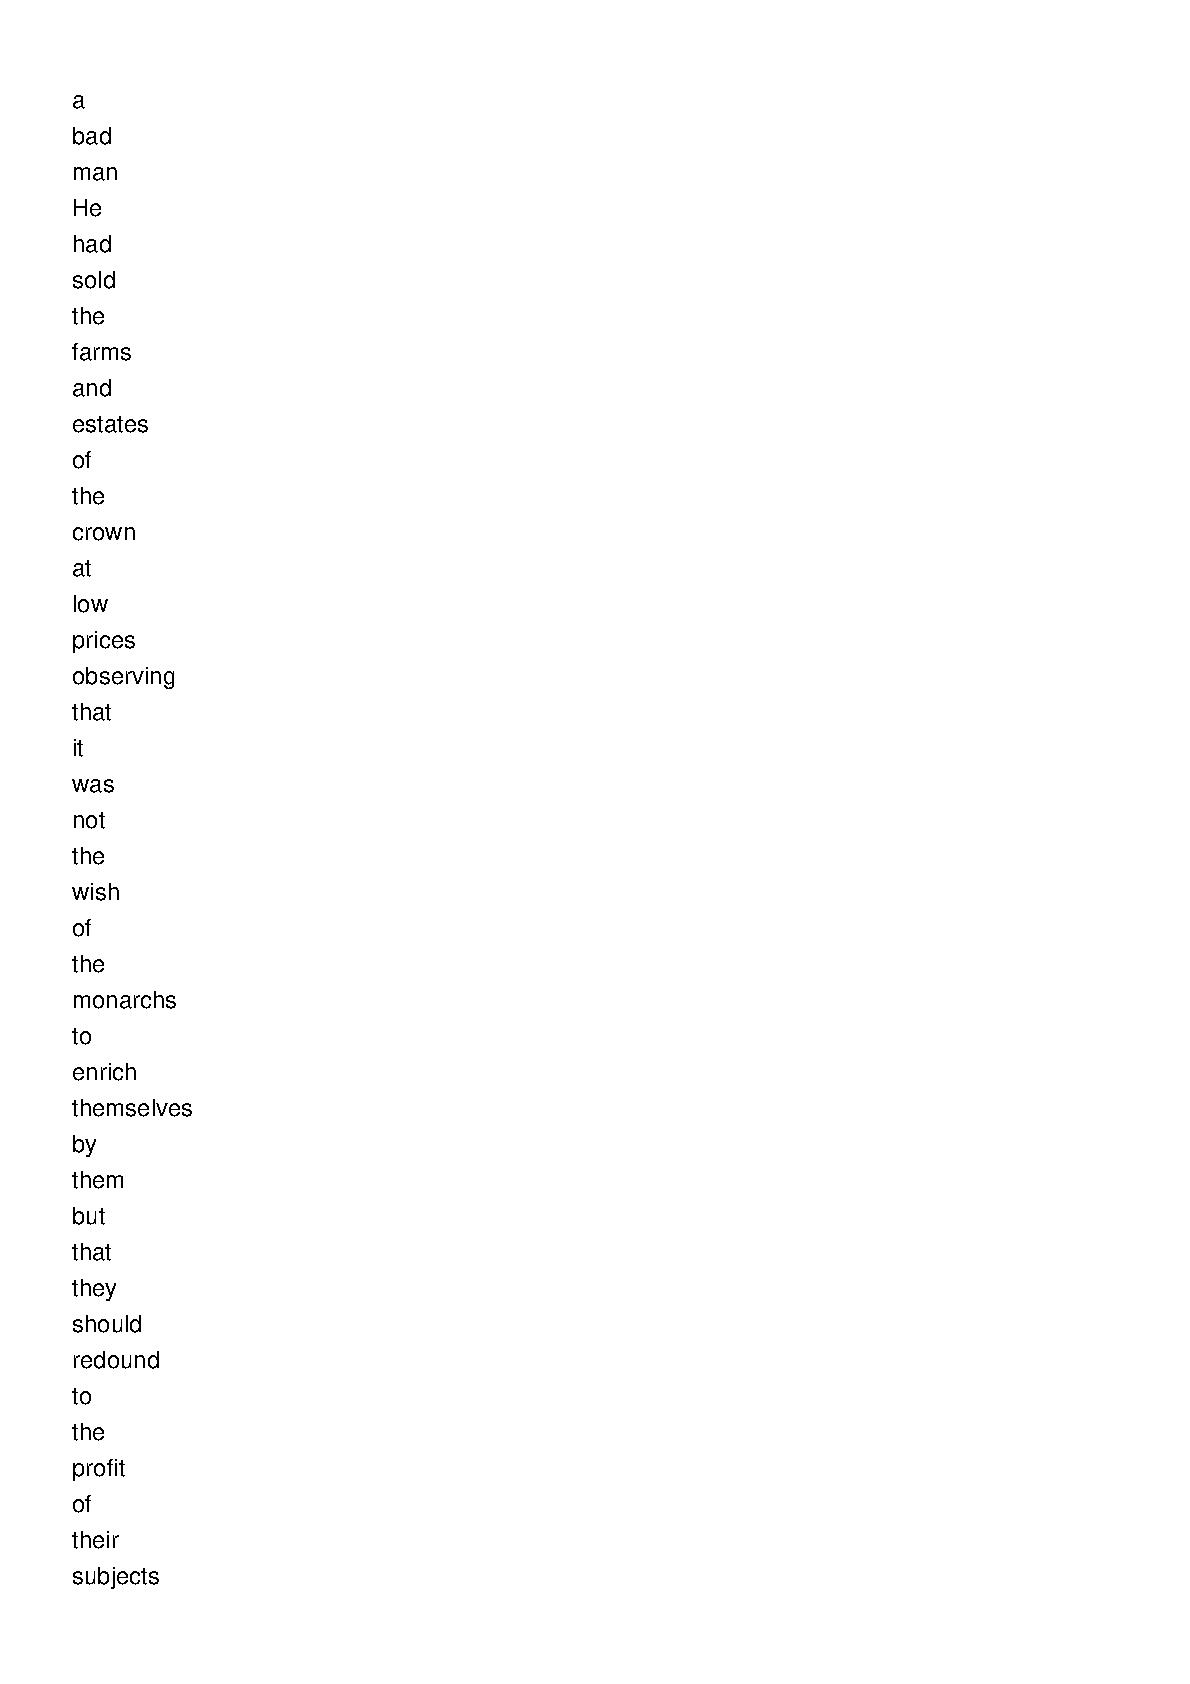 a
bad
man
He
had
sold
the
farms
and
estates
of
the
crown
at
low
prices
observing
that
it
was
not
the
wish
of
the
monarchs
to
enrich
themselves
by
them
but
that
they
should
redound
to
the
profit
of
their
subjects